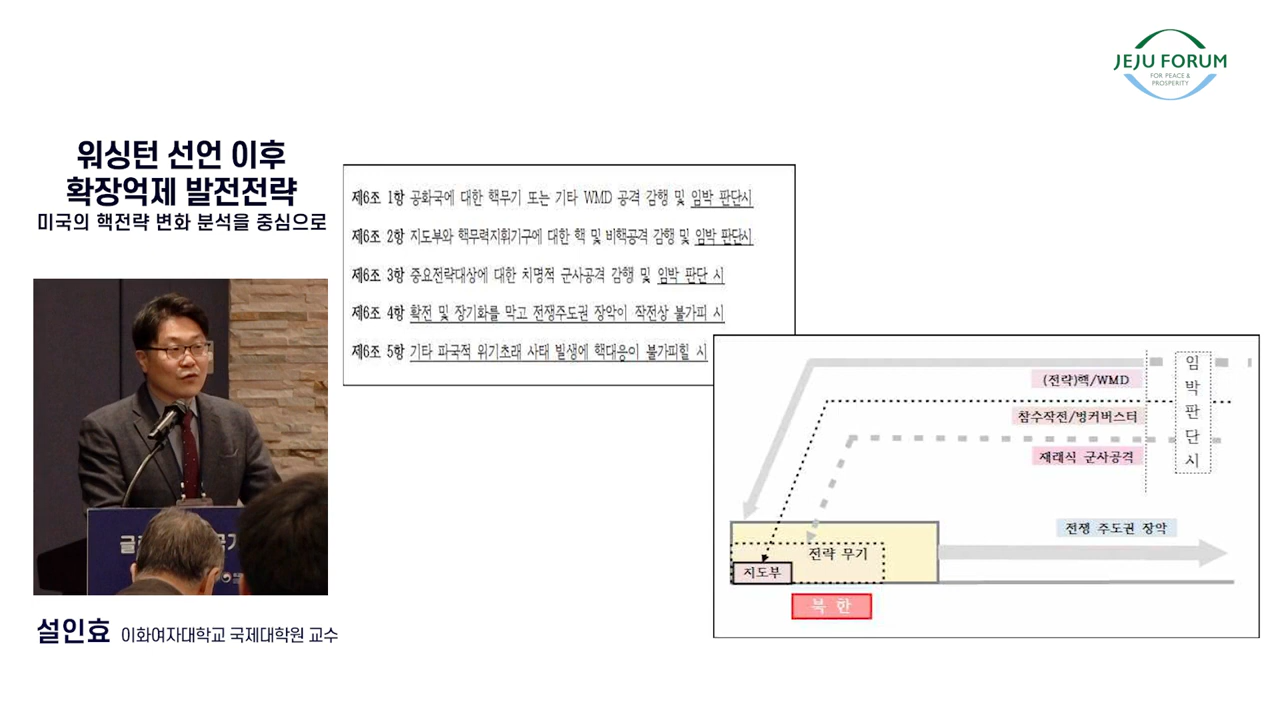 JEJU FORUM
FOR PEACE &
PROSPERITY
워싱턴 선언 이후
확장억제 발전전략
미국의 핵전략 변화 분석을 중심으로
제6조 1항 공화국에 대한 핵무기 또는 기타 WMD 공격 감행 및 임박 판단시
제6조 2항 지도부와 핵무력지휘기구에 대한 핵 및 비핵공격 감행 및 임박 판단시
제6조 3항 중요전략대상에 대한 치명적 군사공격 감행 및 임박 판단 시
제6조 4항 확전 및 장기화를 막고 전쟁주도권 장악이 작전상 불가피 시
제6조 5항 기타 파국적 위기초래 사태 발생에 핵대응이 불가피할 시
(전략)핵/WMD
참수작전/벙커버스터
재래식 군사공격
임
박
판
단
시
전쟁 주도권 장악
전략 무기
지도부
북 한
글
설인효 이화여자대학교 국제대학원 교수